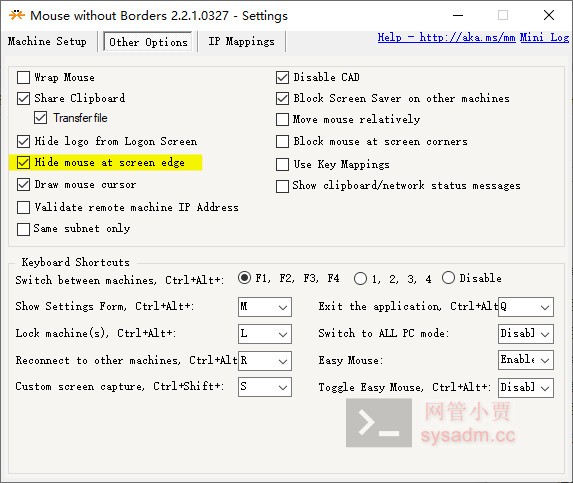 Mouse without Borders 2.2.1.0327 - Settings
Machine Setup Other Options IP Mappings Help - http://aka.ms/mm Mini Log
Wrap Mouse
Share Clipboard
Transfer file
Hide logo from Logon Screen
Hide mouse at screen edge
Draw mouse cursor
Validate remote machine IP Address
Same subnet only
Disable CAD
Block Screen Saver on other machines
Move mouse relatively
Block mouse at screen corners
Use Key Mappings
Show clipboard/network status messages
Keyboard Shortcuts
Switch between machines, Ctrl+Alt+: F1, F2, F3, F4 1, 2, 3, 4 Disable
Show Settings Form, Ctrl+Alt+: M
Exit the application, Ctrl+Alt Q
Lock machine(s), Ctrl+Alt+: L
Switch to ALL PC mode: Disabl
Reconnect to other machines, Ctrl+Alt R
Easy Mouse: Enable
Custom screen capture, Ctrl+Shift+: S
Toggle Easy Mouse, Ctrl+Alt+: Disabl
网管小贾
sysadm.cc